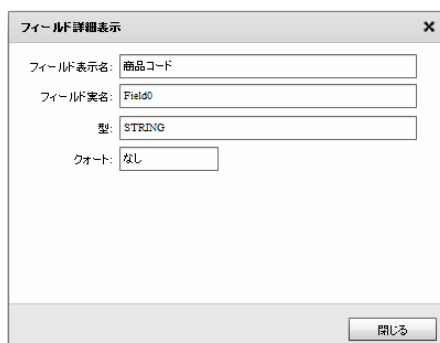 フィールド詳細表示
フィールド表示名: 商品コード
フィールド実名: Field0
型: STRING
クォート: なし
閉じる